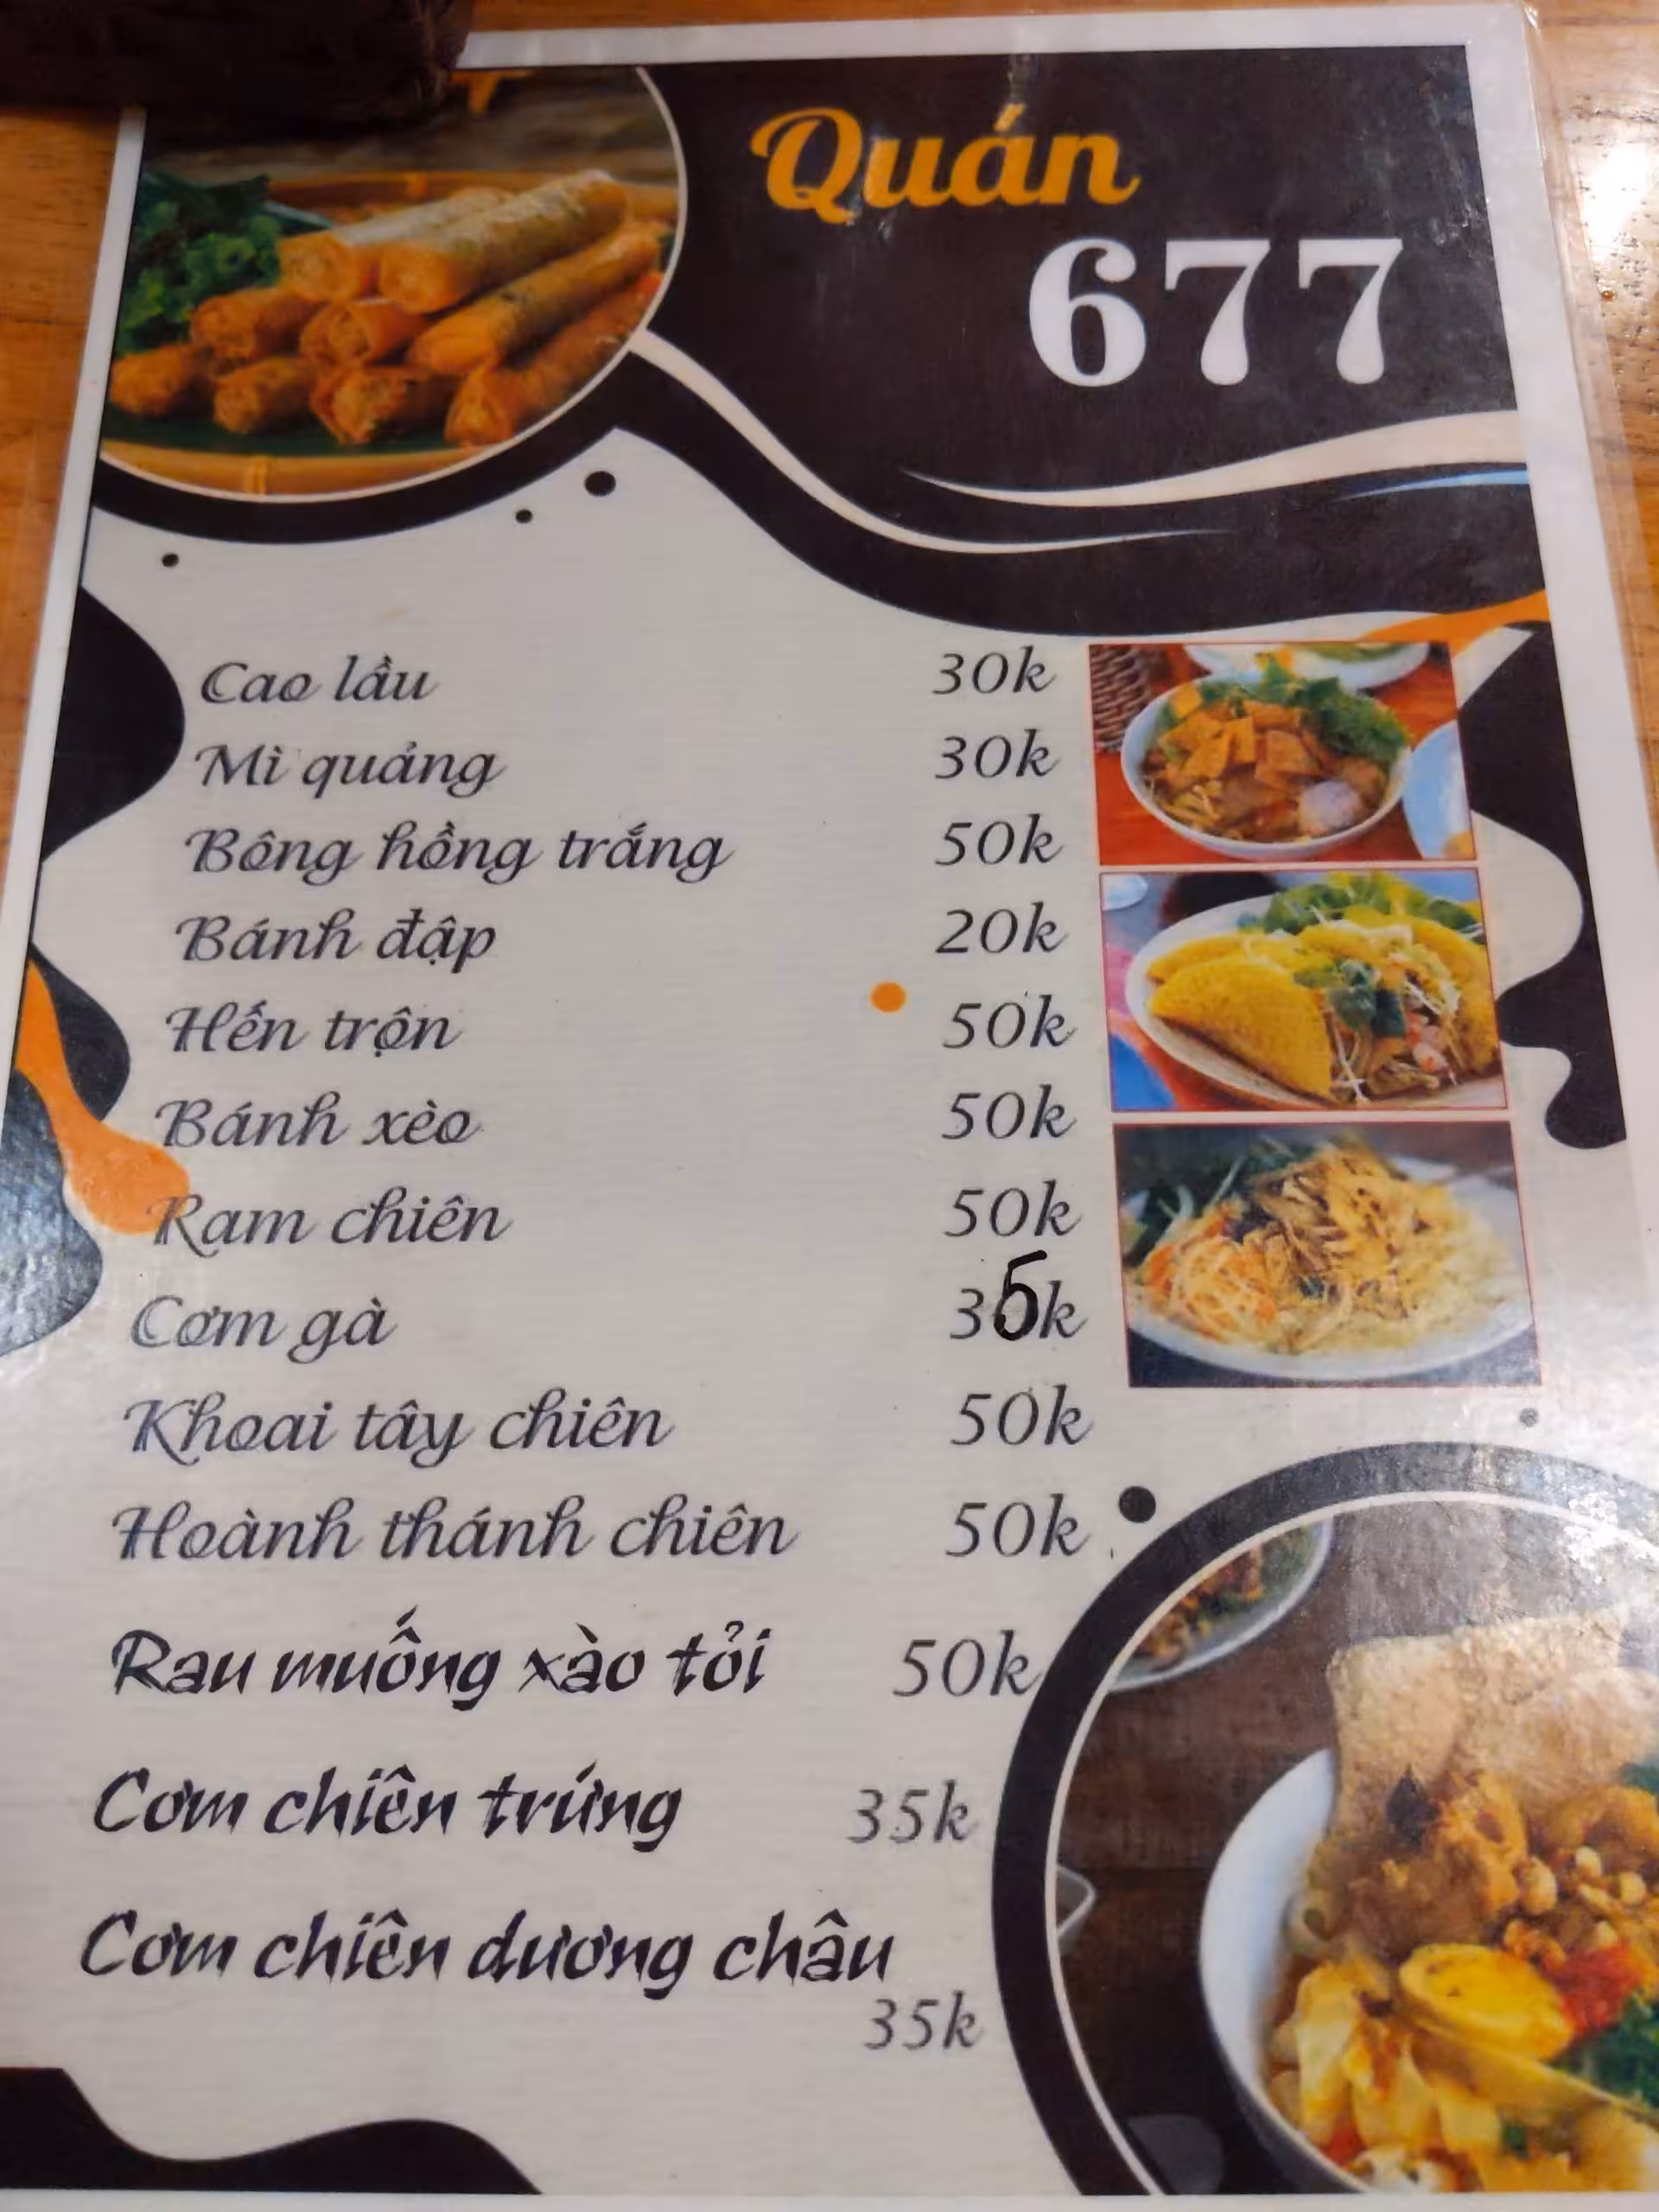 Quán
677
Cao lầu 30k
Mì quảng 30k
Bông hồng trắng 50k
Bánh đập 20k
Hến trộn 50k
Bánh xèo 50k
Ram chiên 50k
Cơm gà 35k
Khoai tây chiên 50k
Hoành thánh chiên 50k
Rau muống xào tỏi 50k
Cơm chiên trứng 35k
Cơm chiên dương châu
35k